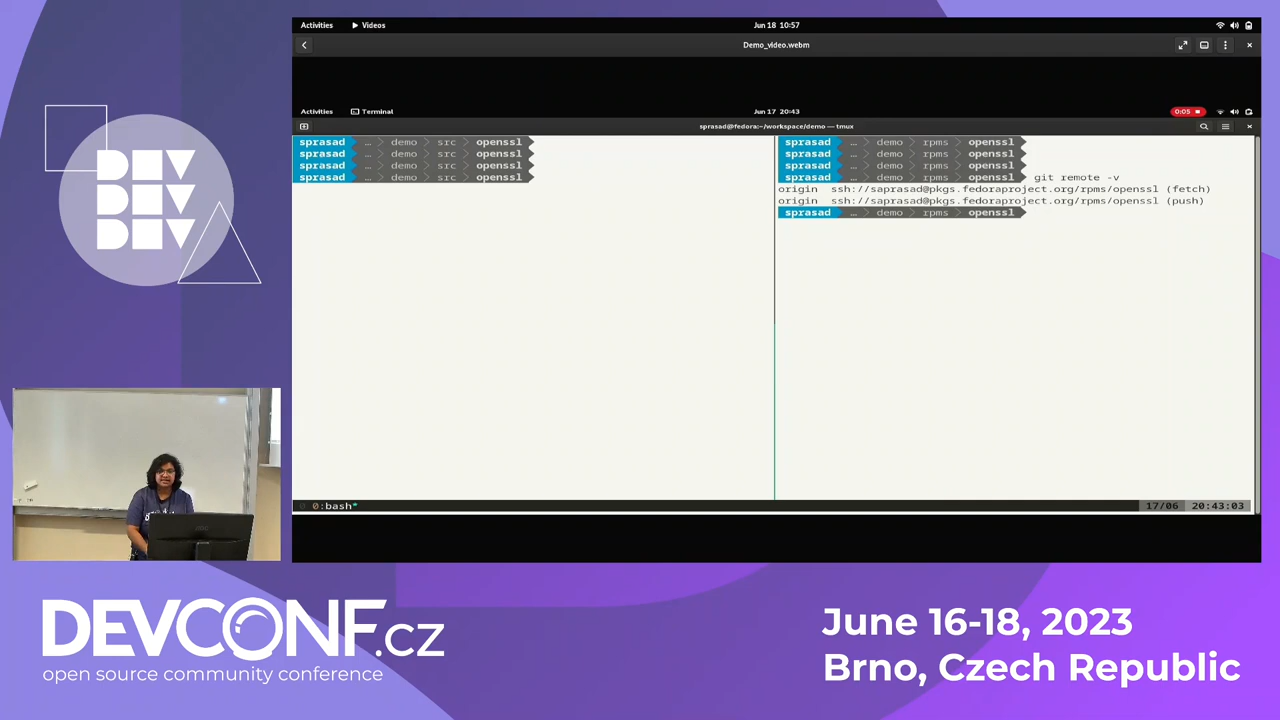 Activities Videos Jun 18 10:57
Demo_video.webm
Activities Terminal Jun 17 20:43 0:05
sprasad@fedora:~/workspace/demo — tmux
sprasad … demo src openssl
sprasad … demo src openssl
sprasad … demo src openssl
sprasad … demo src openssl
sprasad … demo rpms openssl
sprasad … demo rpms openssl
sprasad … demo rpms openssl
sprasad … demo rpms openssl git remote -v
origin ssh://saprasad@pkgs.fedoraproject.org/rpms/openssl (fetch)
origin ssh://saprasad@pkgs.fedoraproject.org/rpms/openssl (push)
sprasad … demo rpms openssl
0:bash* 17/06 20:43:03
DEV
DEV
DEV
DEVCONF.cz
open source community conference
June 16-18, 2023
Brno, Czech Republic